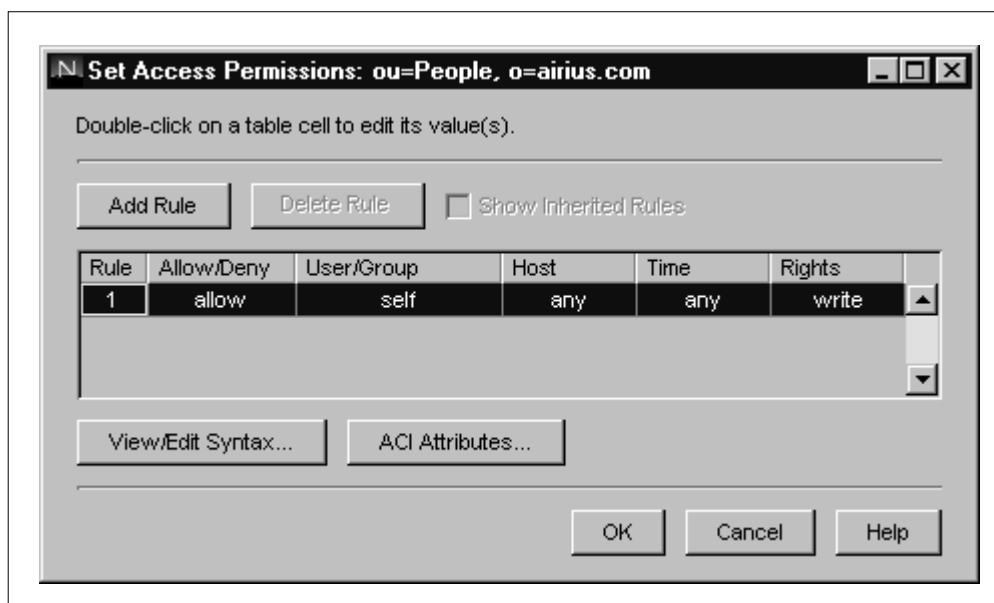 N Set Access Permissions: ou=People, o=airius.com
Double-click on a table cell to edit its value(s).
Add Rule Delete Rule Show Inherited Rules
Rule Allow/Deny User/Group Host Time Rights
1 allow self any any write
View/Edit Syntax... ACI Attributes...
OK Cancel Help